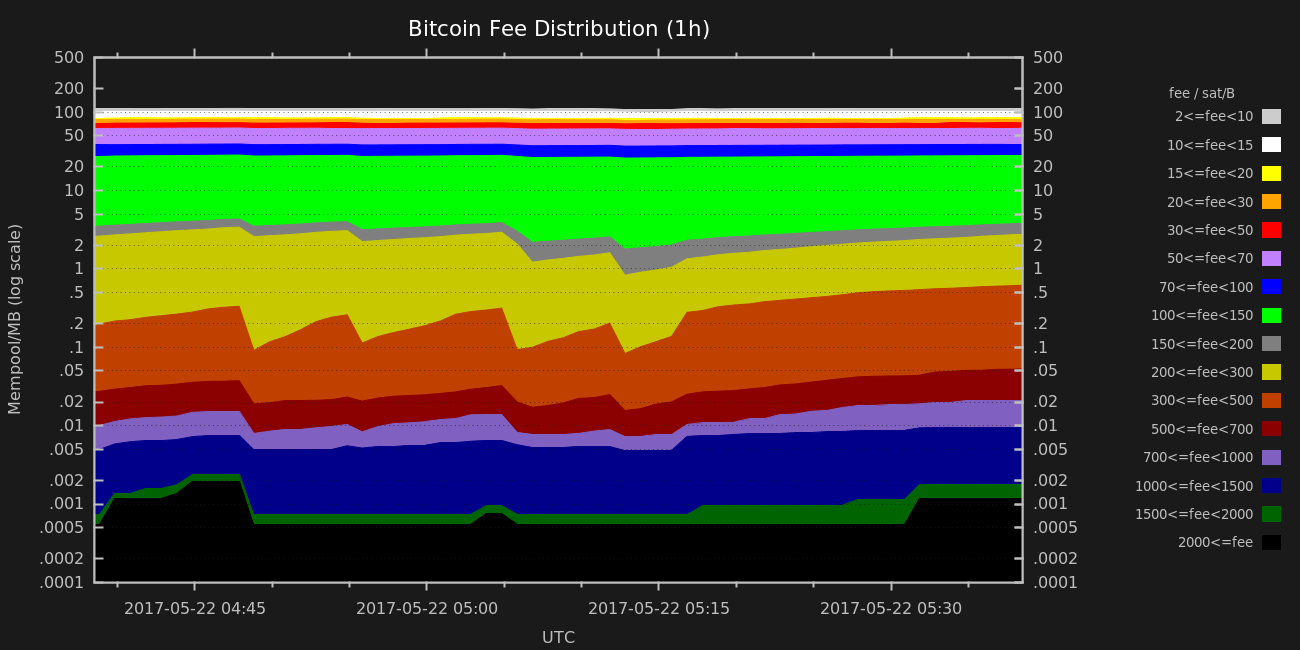 Bitcoin Fee Distribution (1h)
500
200
100
50
20
10
5
2
1
.5
.2
.1
.05
.02
.01
.005
.002
.001
.0005
.0002
.0001
Mempool/MB (log scale)
500
200
100
50
20
10
5
2
1
.5
.2
.1
.05
.02
.01
.005
.002
.001
.0005
.0002
.0001
2017-05-22 04:45 2017-05-22 05:00 2017-05-22 05:15 2017-05-22 05:30
UTC
fee / sat/B
2<=fee<10
10<=fee<15
15<=fee<20
20<=fee<30
30<=fee<50
50<=fee<70
70<=fee<100
100<=fee<150
150<=fee<200
200<=fee<300
300<=fee<500
500<=fee<700
700<=fee<1000
1000<=fee<1500
1500<=fee<2000
2000<=fee